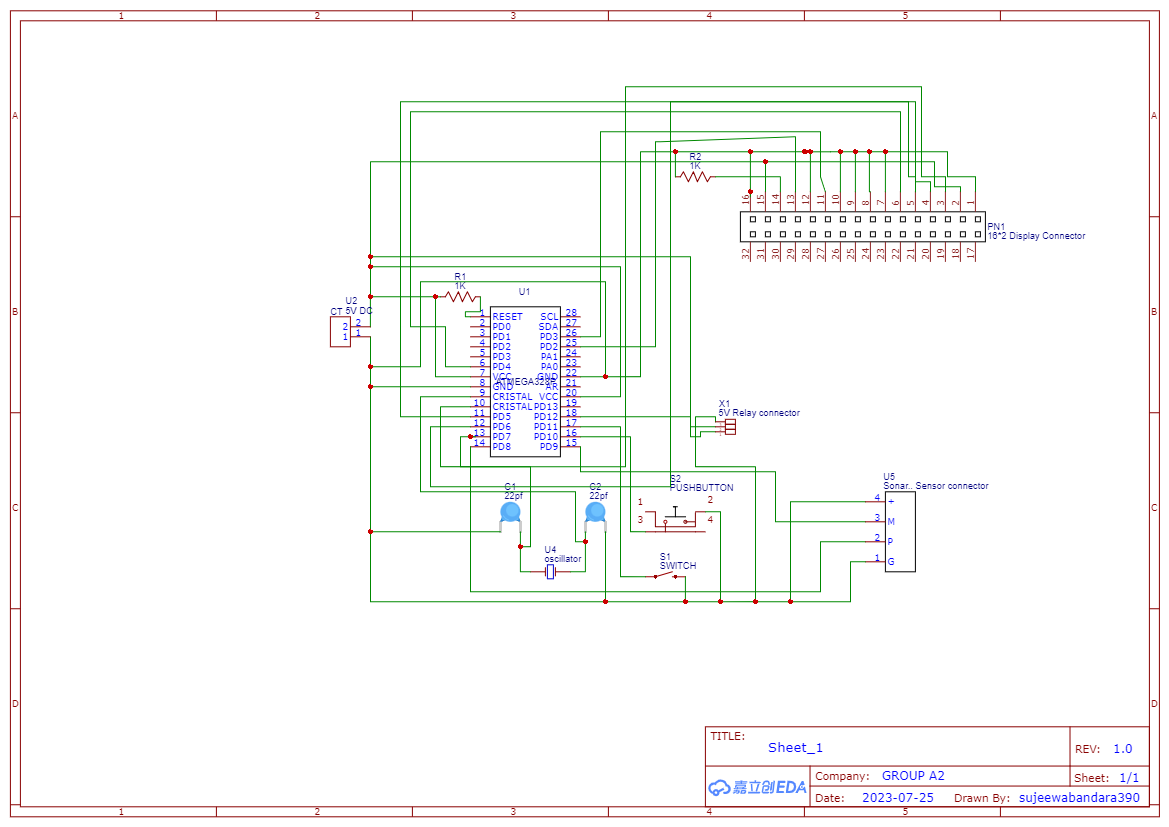 1 2 3 4 5
A A
B B
C C
D D
1 2 3 4 5
R2
1K
16 15 14 13 12 11 10 9 8 7 6 5 4 3 2 1
PN1
16*2 Display Connector
32 31 30 29 28 27 26 25 24 23 22 21 20 19 18 17
R1
1K
U2
CT 5V DC
2 2
1 1
U1
1 RESET SCL 28
2 PD0 SDA 27
3 PD1 PD3 26
4 PD2 PD2 25
5 PD3 PA1 24
6 PD4 PA0 23
7 VCC GND 22
ATMEGA328P
8 GND AR 21
9 CRISTAL VCC 20
10 CRISTAL PD13 19
11 PD5 PD12 18
12 PD6 PD11 17
13 PD7 PD10 16
14 PD8 PD9 15
X1
5V Relay connector
C1
22pf
C2
22pf
S2
PUSHBUTTON
1 2
3 4
U5
Sonar.. Sensor connector
4 +
3 M
2 P
1 G
U4
oscillator
S1
SWITCH
TITLE:
Sheet_1
REV: 1.0
嘉立创EDA
Company: GROUP A2
Sheet: 1/1
Date: 2023-07-25 Drawn By: sujeewabandara390